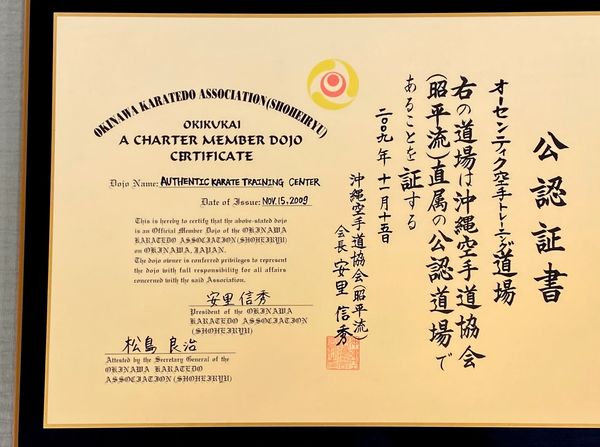 公認証書
オーセンティク空手トレーニング道場
右の道場は沖縄空手道協会
(昭平流)直属の公認道場で
あることを証する
二〇〇九年十一月十五日
沖縄空手道協会(昭平流)
会長 安里信秀
OKINAWA KARATEDO ASSOCIATION (SHOHEIRYU)
OKIKUKAI
A CHARTER MEMBER DOJO
CERTIFICATE
Dojo Name: AUTHENTIC KARATE TRAINING CENTER
Date of Issue: NOV. 15. 2009
This is hereby to certify that the above-stated dojo
is an Official Member Dojo of the OKINAWA
KARATEDO ASSOCIATION (SHOHEIRYU)
on OKINAWA, JAPAN.
The dojo owner is conferred privileges to represent
the dojo with full responsibility for all affairs
concerned with the said Association.
安里信秀
President of the OKINAWA
KARATEDO ASSOCIATION
(SHOHEIRYU)
松島良治
Attested by the Secretary General of the
OKINAWA KARATEDO
ASSOCIATION (SHOHEIRYU)